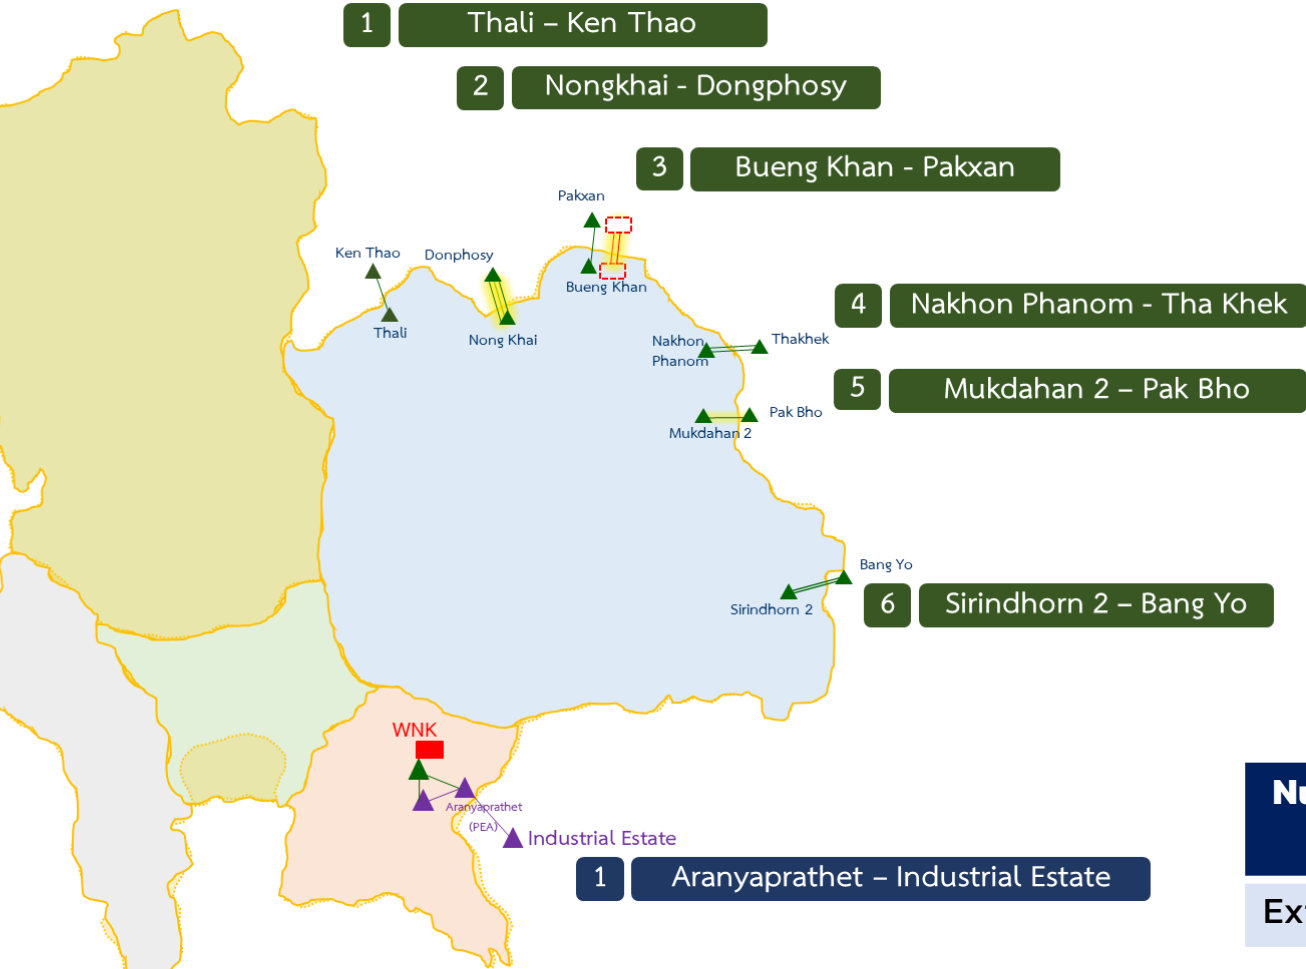 1 Thali – Ken Thao
2 Nongkhai - Dongphosy
3 Bueng Khan - Pakxan
Pakxan
Ken Thao
Donphosy
Bueng Khan
4 Nakhon Phanom - Tha Khek
Thali
Nong Khai
Nakhon
Phanom
Thakhek
5 Mukdahan 2 – Pak Bho
Pak Bho
Mukdahan 2
Bang Yo
6 Sirindhorn 2 – Bang Yo
Sirindhorn 2
WNK
Aranyaprathet
(PEA)
Industrial Estate
1 Aranyaprathet – Industrial Estate